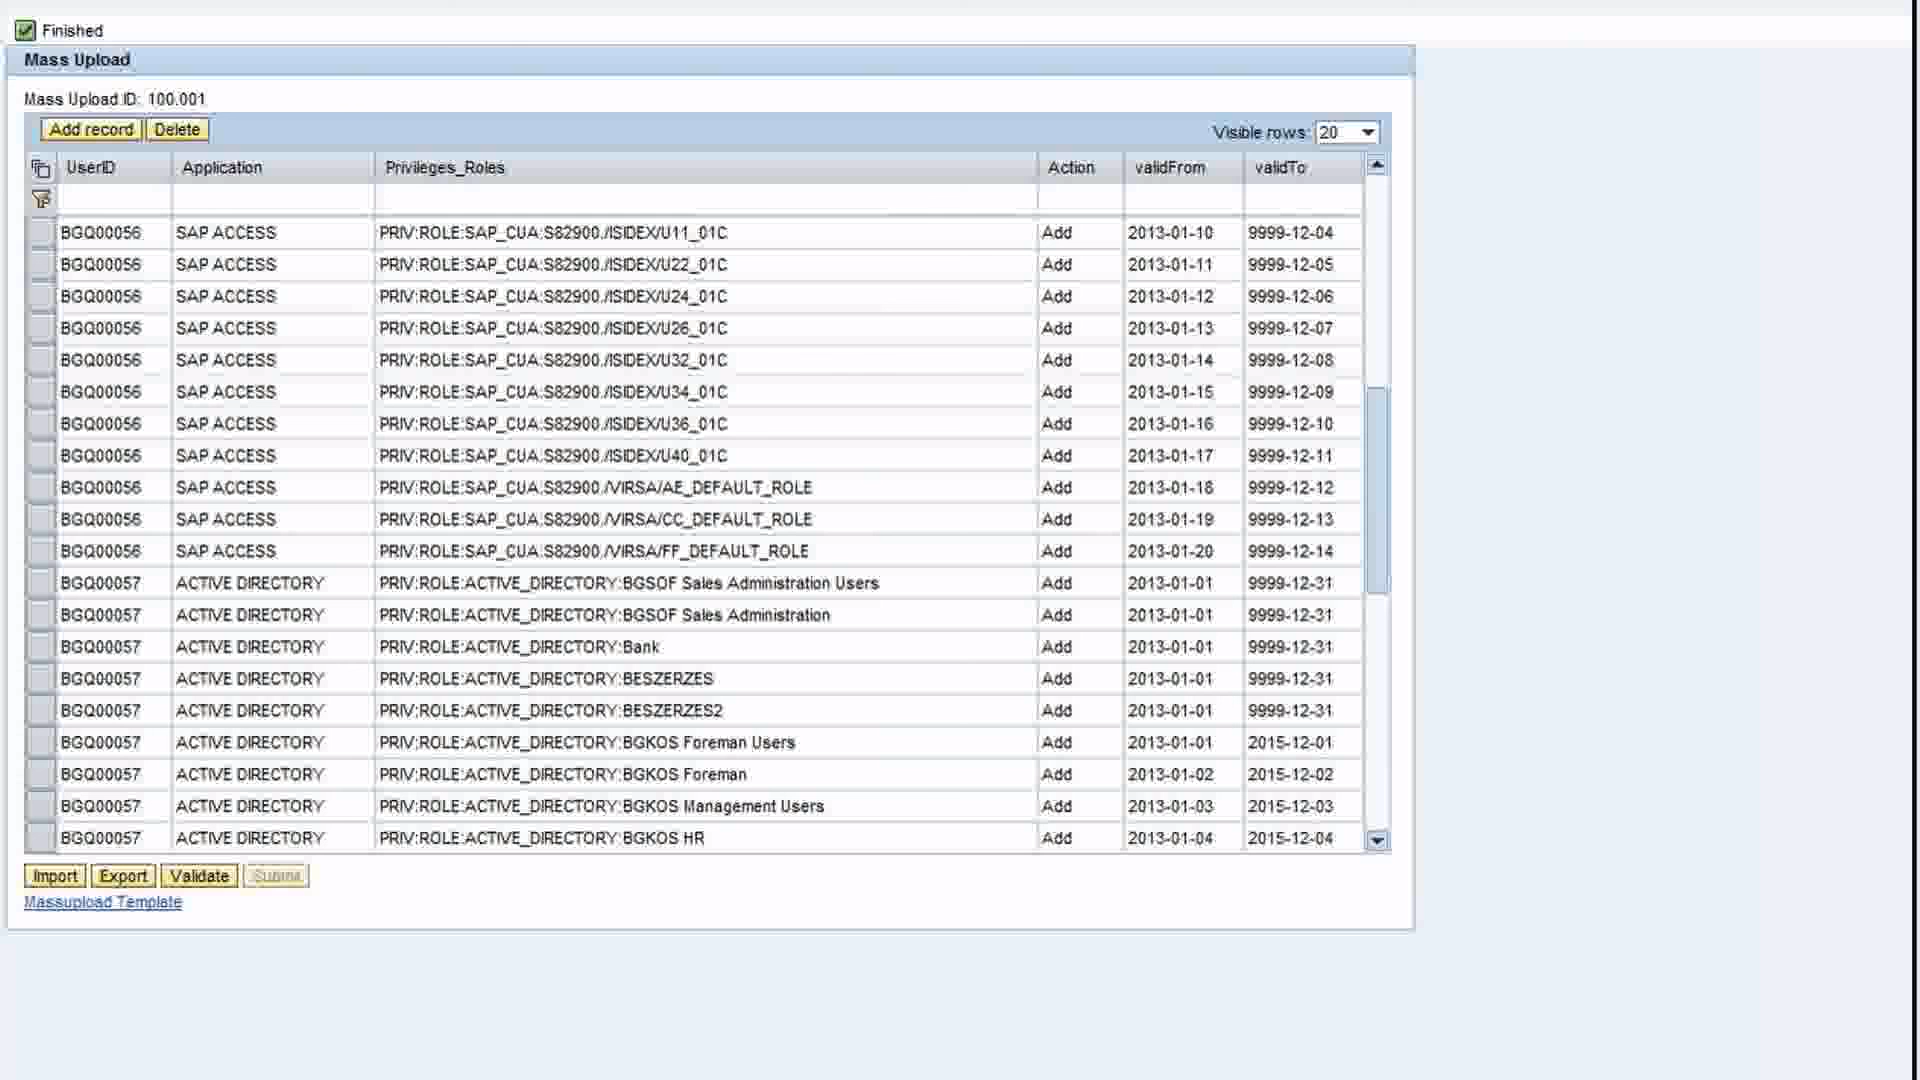 Finished
Mass Upload
Mass Upload ID: 100.001
Add record Delete Visible rows: 20
UserID Application Privileges_Roles Action validFrom validTo
BGQ00056 SAP ACCESS PRIV:ROLE:SAP_CUA:S82900./ISIDEX/U11_01C Add 2013-01-10 9999-12-04
BGQ00056 SAP ACCESS PRIV:ROLE:SAP_CUA:S82900./ISIDEX/U22_01C Add 2013-01-11 9999-12-05
BGQ00056 SAP ACCESS PRIV:ROLE:SAP_CUA:S82900./ISIDEX/U24_01C Add 2013-01-12 9999-12-06
BGQ00056 SAP ACCESS PRIV:ROLE:SAP_CUA:S82900./ISIDEX/U26_01C Add 2013-01-13 9999-12-07
BGQ00056 SAP ACCESS PRIV:ROLE:SAP_CUA:S82900./ISIDEX/U32_01C Add 2013-01-14 9999-12-08
BGQ00056 SAP ACCESS PRIV:ROLE:SAP_CUA:S82900./ISIDEX/U34_01C Add 2013-01-15 9999-12-09
BGQ00056 SAP ACCESS PRIV:ROLE:SAP_CUA:S82900./ISIDEX/U36_01C Add 2013-01-16 9999-12-10
BGQ00056 SAP ACCESS PRIV:ROLE:SAP_CUA:S82900./ISIDEX/U40_01C Add 2013-01-17 9999-12-11
BGQ00056 SAP ACCESS PRIV:ROLE:SAP_CUA:S82900./VIRSA/AE_DEFAULT_ROLE Add 2013-01-18 9999-12-12
BGQ00056 SAP ACCESS PRIV:ROLE:SAP_CUA:S82900./VIRSA/CC_DEFAULT_ROLE Add 2013-01-19 9999-12-13
BGQ00056 SAP ACCESS PRIV:ROLE:SAP_CUA:S82900./VIRSA/FF_DEFAULT_ROLE Add 2013-01-20 9999-12-14
BGQ00057 ACTIVE DIRECTORY PRIV:ROLE:ACTIVE_DIRECTORY:BGSOF Sales Administration Users Add 2013-01-01 9999-12-31
BGQ00057 ACTIVE DIRECTORY PRIV:ROLE:ACTIVE_DIRECTORY:BGSOF Sales Administration Add 2013-01-01 9999-12-31
BGQ00057 ACTIVE DIRECTORY PRIV:ROLE:ACTIVE_DIRECTORY:Bank Add 2013-01-01 9999-12-31
BGQ00057 ACTIVE DIRECTORY PRIV:ROLE:ACTIVE_DIRECTORY:BESZERZES Add 2013-01-01 9999-12-31
BGQ00057 ACTIVE DIRECTORY PRIV:ROLE:ACTIVE_DIRECTORY:BESZERZES2 Add 2013-01-01 9999-12-31
BGQ00057 ACTIVE DIRECTORY PRIV:ROLE:ACTIVE_DIRECTORY:BGKOS Foreman Users Add 2013-01-01 2015-12-01
BGQ00057 ACTIVE DIRECTORY PRIV:ROLE:ACTIVE_DIRECTORY:BGKOS Foreman Add 2013-01-02 2015-12-02
BGQ00057 ACTIVE DIRECTORY PRIV:ROLE:ACTIVE_DIRECTORY:BGKOS Management Users Add 2013-01-03 2015-12-03
BGQ00057 ACTIVE DIRECTORY PRIV:ROLE:ACTIVE_DIRECTORY:BGKOS HR Add 2013-01-04 2015-12-04
Import Export Validate Submit
Massupload Template